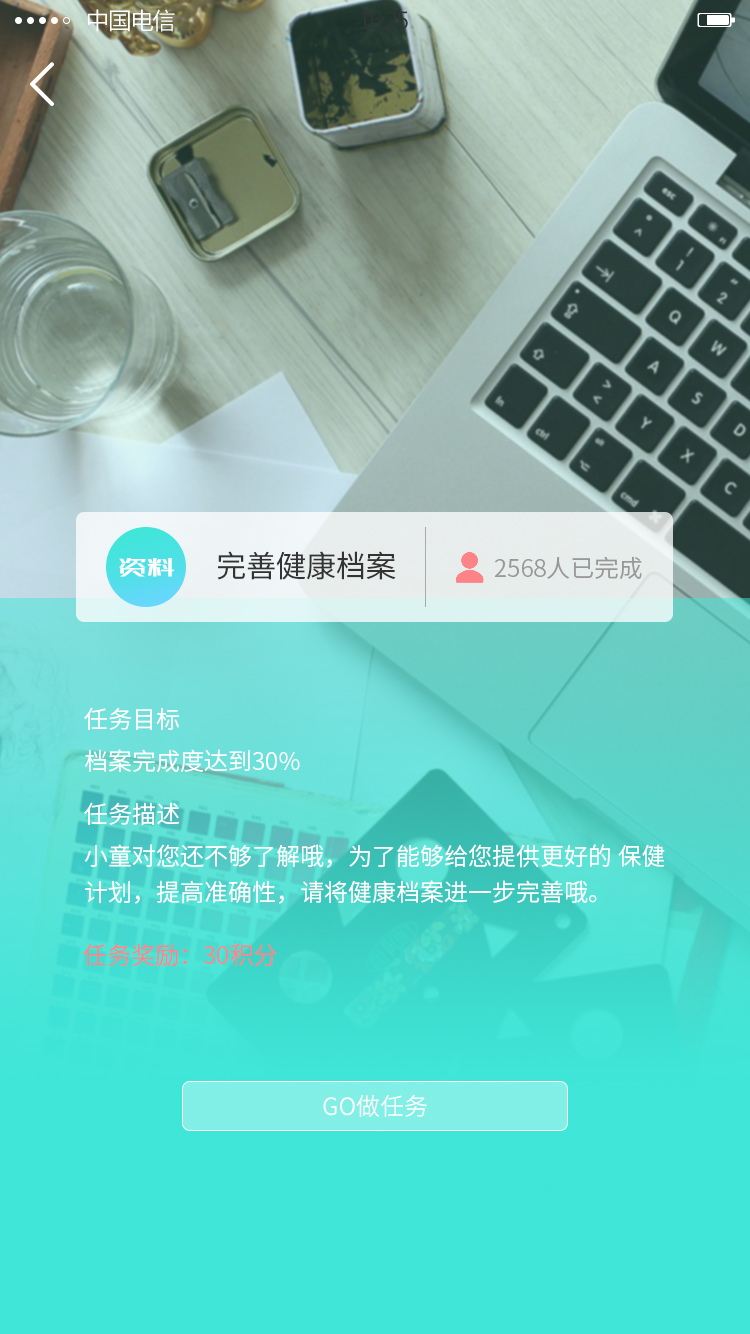 中国电信
资料
完善健康档案
2568人已完成
任务目标
档案完成度达到30%
任务描述
小童对您还不够了解哦，为了能够给您提供更好的 保健
计划，提高准确性，请将健康档案进一步完善哦。
任务奖励：30积分
GO做任务